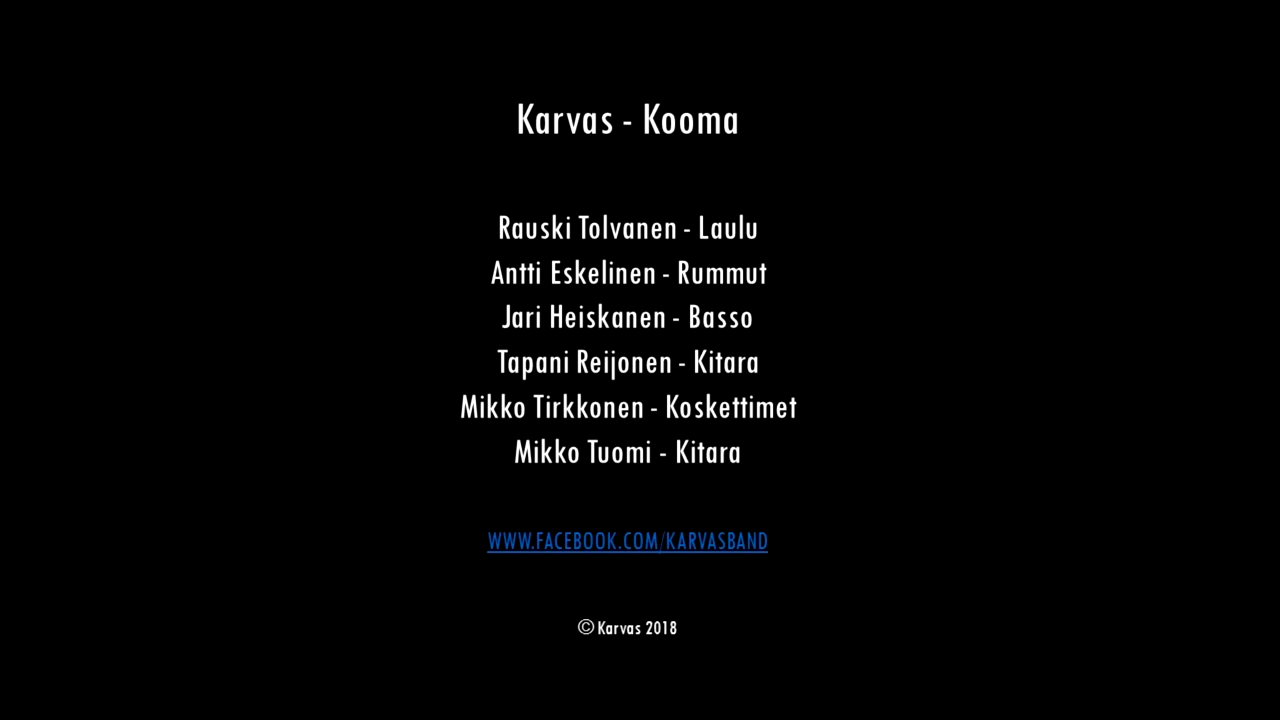 Karvas - Kooma
Rauski Tolvanen - Laulu
Antti Eskelinen - Rummut
Jari Heiskanen - Basso
Tapani Reijonen - Kitara
Mikko Tirkkonen - Koskettimet
Mikko Tuomi - Kitara
WWW.FACEBOOK.COM/KARVASBAND
© Karvas 2018